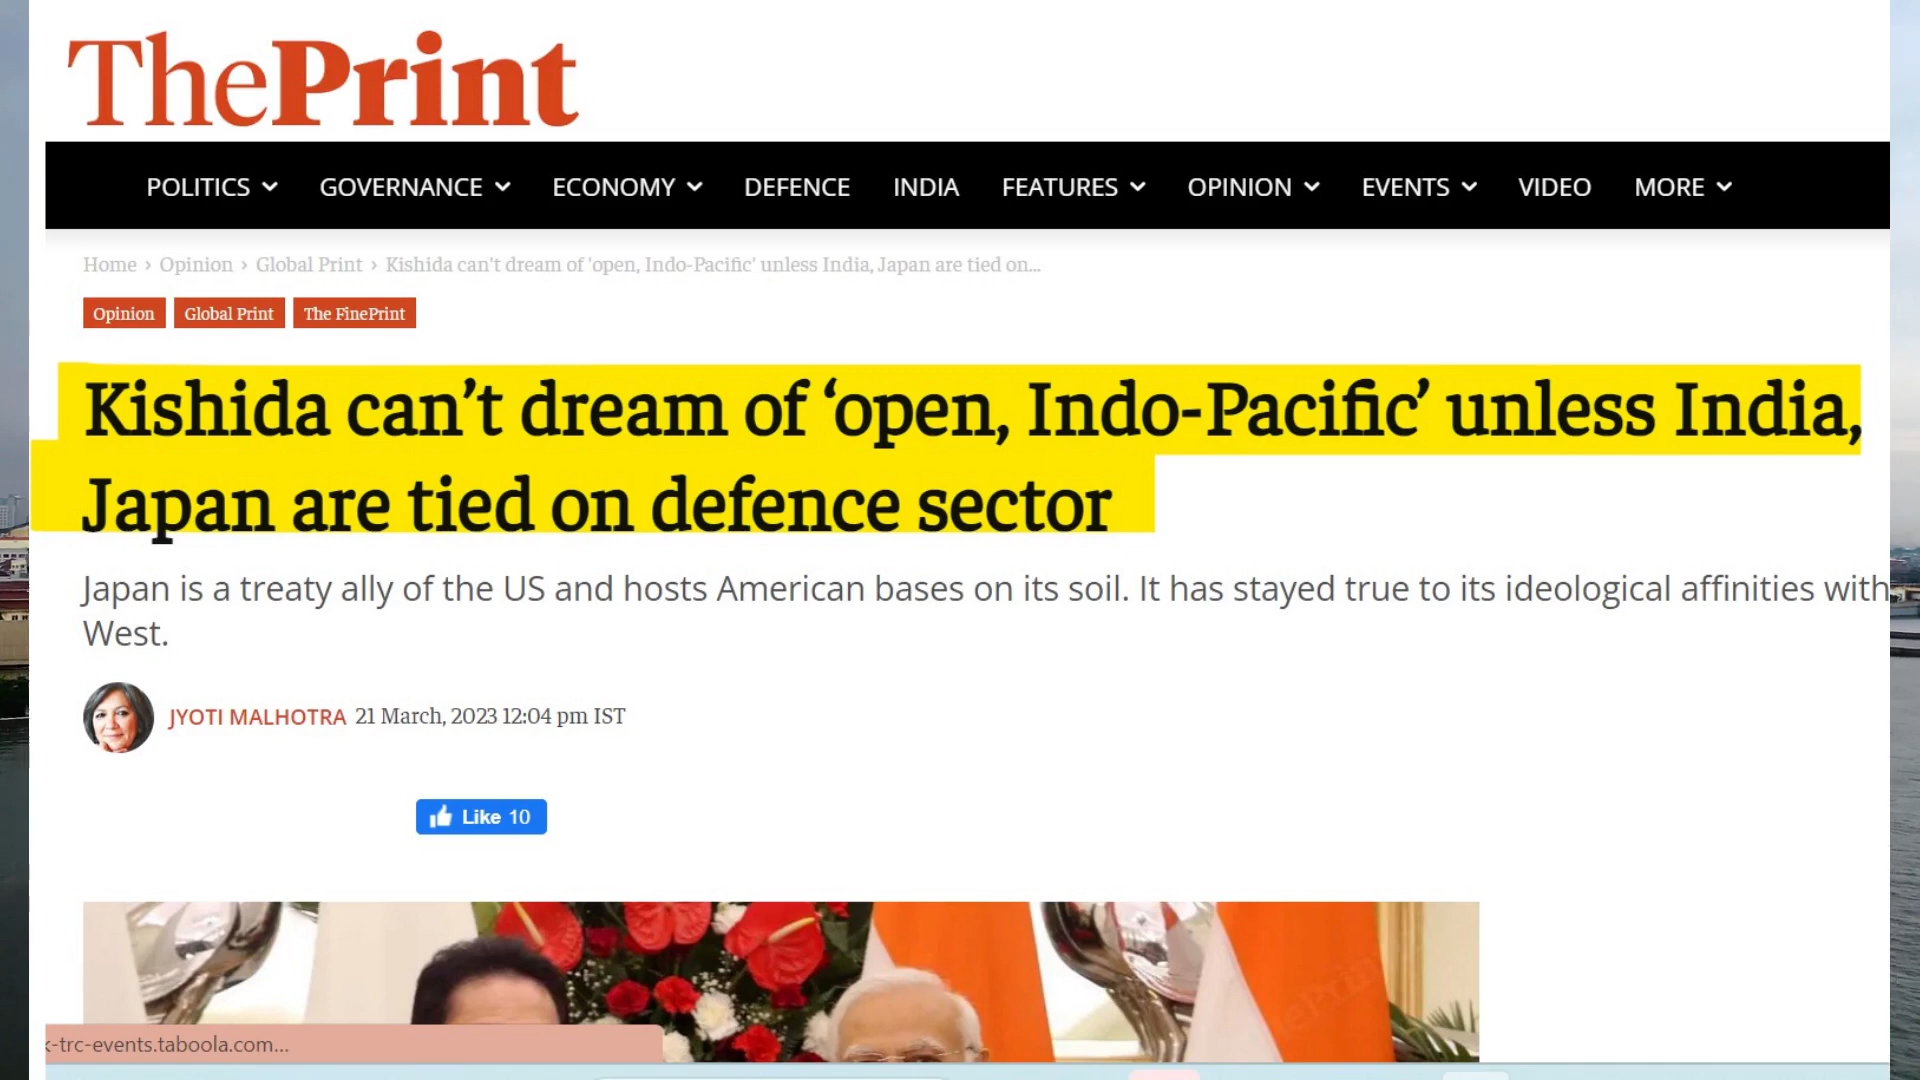 ThePrint
POLITICS GOVERNANCE ECONOMY DEFENCE INDIA FEATURES OPINION EVENTS VIDEO MORE
Home › Opinion › Global Print › Kishida can't dream of 'open, Indo-Pacific' unless India, Japan are tied on...
Opinion Global Print The FinePrint
Kishida can’t dream of ‘open, Indo-Pacific’ unless India,
Japan are tied on defence sector
Japan is a treaty ally of the US and hosts American bases on its soil. It has stayed true to its ideological affinities with
West.
JYOTI MALHOTRA 21 March, 2023 12:04 pm IST
Like 10
ThePrint
-trc-events.taboola.com...